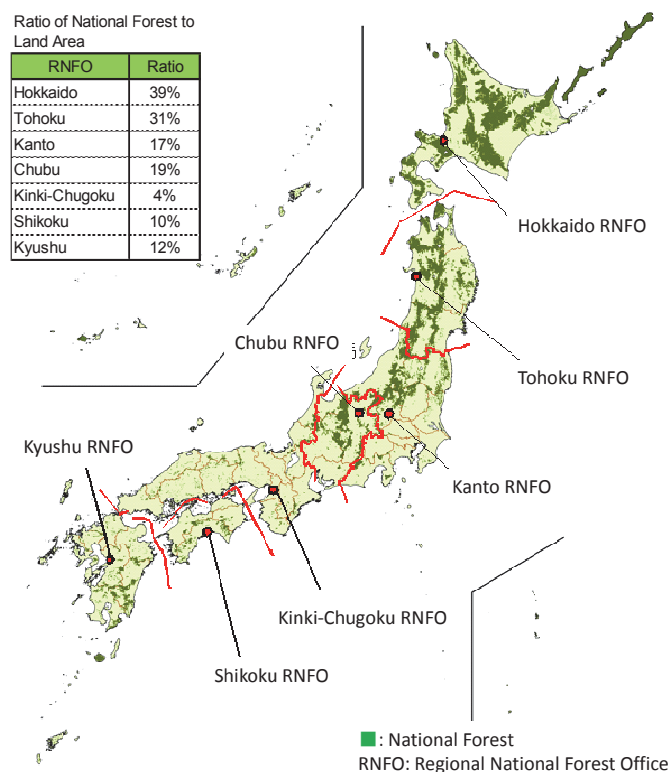 Ratio of National Forest to
Land Area
RNFO Ratio
Hokkaido 39%
Tohoku 31%
Kanto 17%
Chubu 19%
Kinki-Chugoku 4%
Shikoku 10%
Kyushu 12%
Hokkaido RNFO
Chubu RNFO
Tohoku RNFO
Kyushu RNFO
Kanto RNFO
Kinki-Chugoku RNFO
Shikoku RNFO
: National Forest
RNFO: Regional National Forest Office